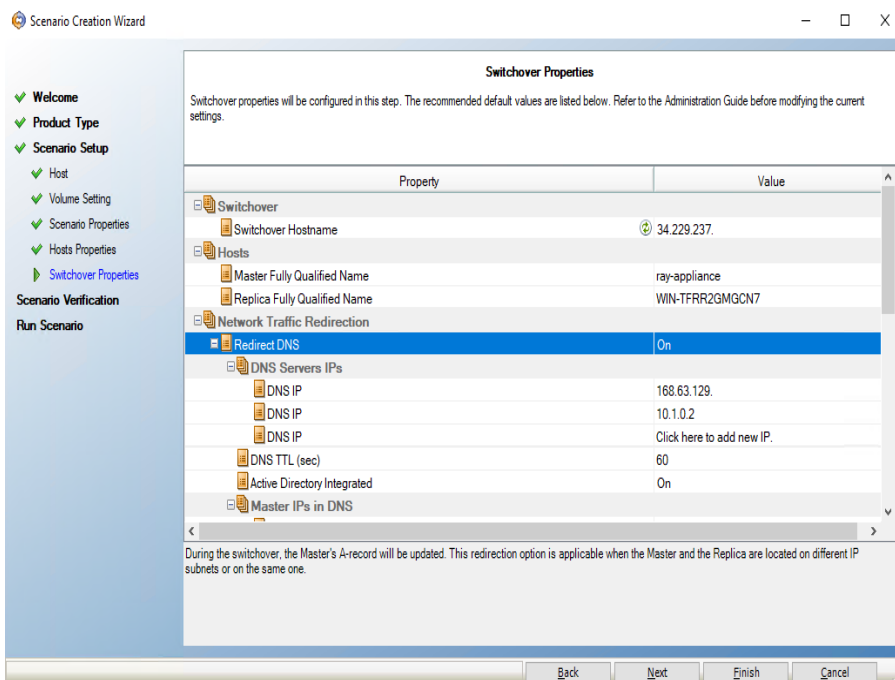 Scenario Creation Wizard
Welcome
Product Type
Scenario Setup
Host
Volume Setting
Scenario Properties
Hosts Properties
Switchover Properties
Scenario Verification
Run Scenario
Switchover Properties
Switchover properties will be configured in this step. The recommended default values are listed below. Refer to the Administration Guide before modifying the current
settings.
Property Value
Switchover
Switchover Hostname 34.229.237.
Hosts
Master Fully Qualified Name ray-appliance
Replica Fully Qualified Name WIN-TFRR2GMGCN7
Network Traffic Redirection
Redirect DNS On
DNS Servers IPs
DNS IP 168.63.129.
DNS IP 10.1.0.2
DNS IP Click here to add new IP.
DNS TTL (sec) 60
Active Directory Integrated On
Master IPs in DNS
During the switchover, the Master's A-record will be updated. This redirection option is applicable when the Master and the Replica are located on different IP
subnets or on the same one.
Back Next Finish Cancel